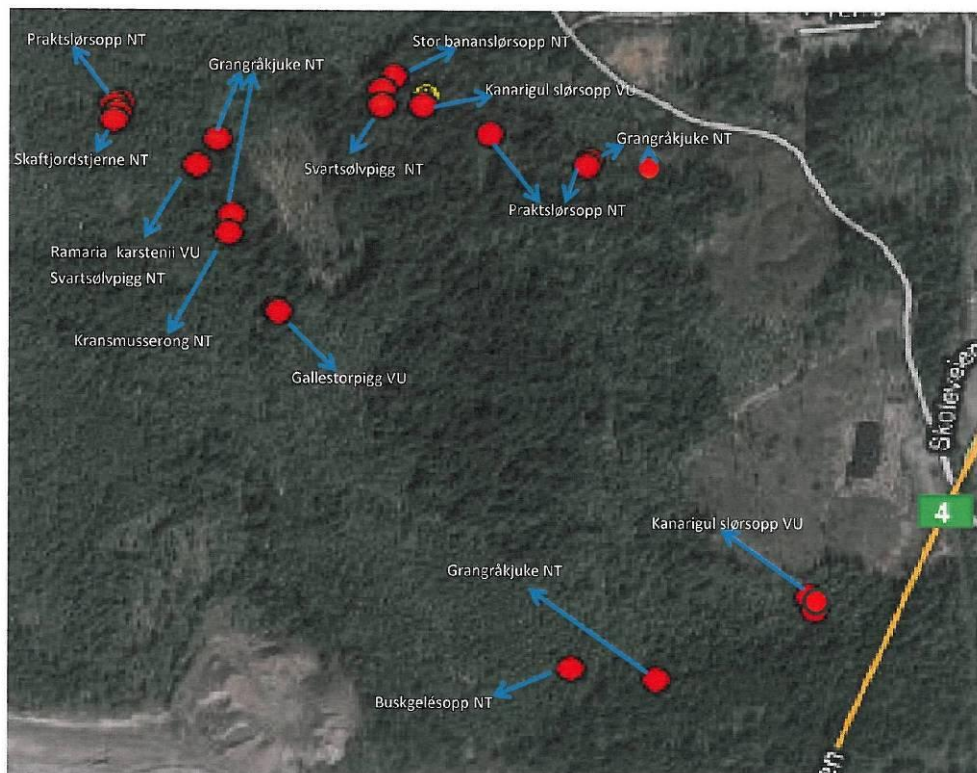 Praktslørsopp NT
Stor bananslørsopp NT
Grangråkjuke NT
Kanarigul slørsopp VU
Grangråkjuke NT
Skaftjordstjerne NT
Svartsølvpigg NT
Praktslørsopp NT
Ramaria karstenii VU
Svartsølvpigg NT
Kransmusserong NT
Gallestorpigg VU
4
Kanarigul slørsopp VU
Grangråkjuke NT
Buskgelésopp NT